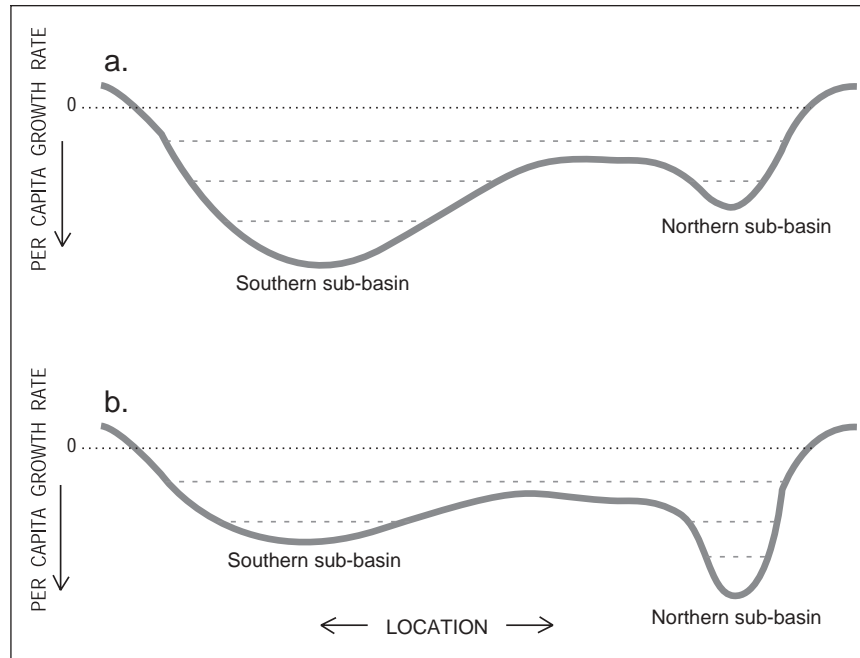 a.
PER CAPITA GROWTH RATE
0
Northern sub-basin
Southern sub-basin
b.
PER CAPITA GROWTH RATE
0
Southern sub-basin
Northern sub-basin
LOCATION